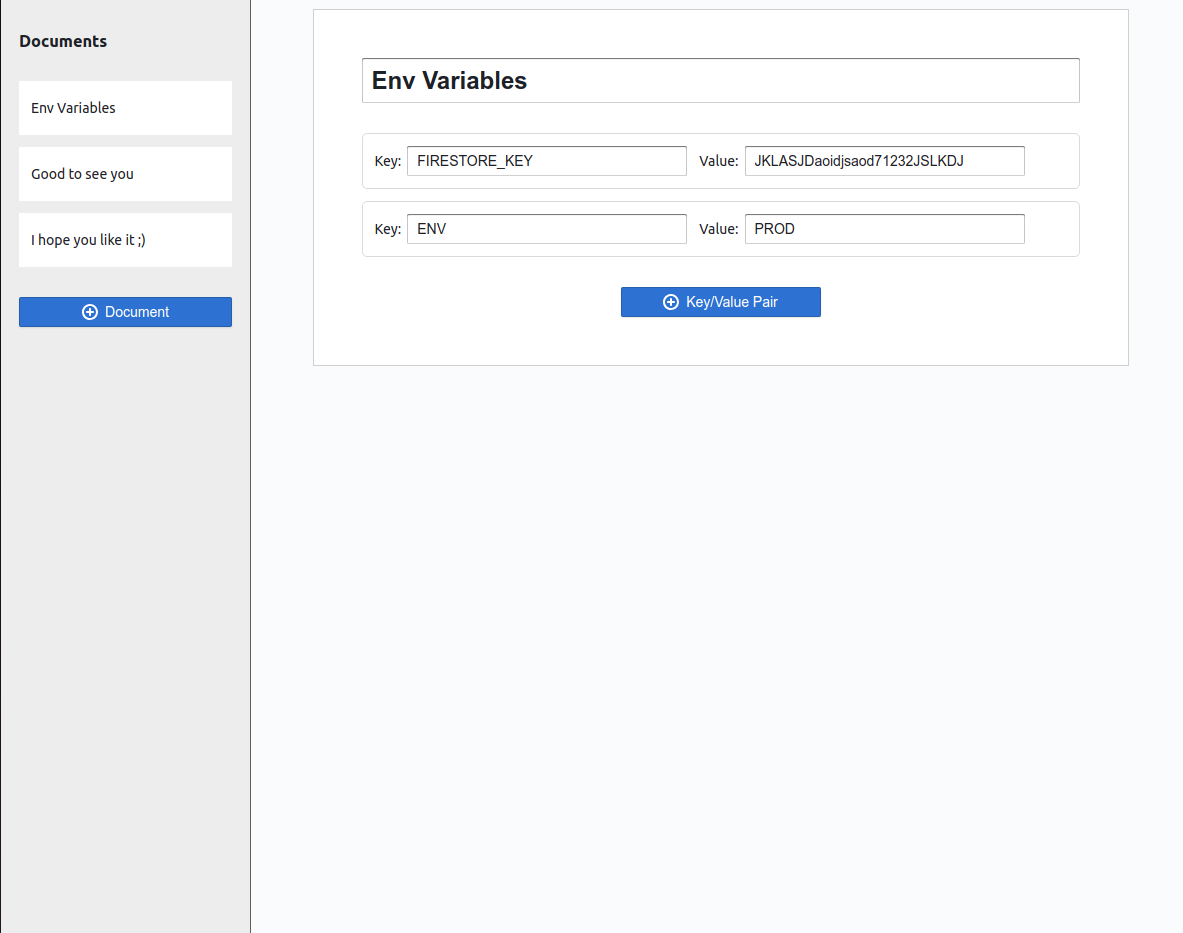 Documents
Env Variables
Good to see you
I hope you like it ;)
Document
Env Variables
Key: FIRESTORE_KEY Value: JKLASJDaoidjsaod71232JSLKDJ
Key: ENV Value: PROD
Key/Value Pair